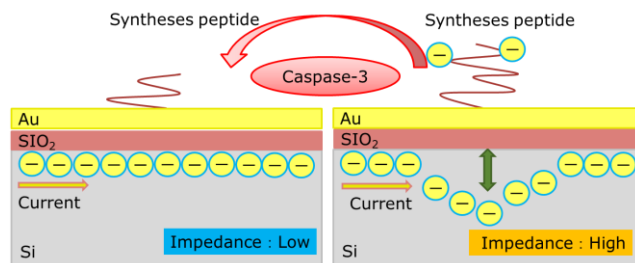 Syntheses peptide
Syntheses peptide
−
−
Caspase-3
Au
Au
SIO2
SIO2
− − − − − − − − − −
− − − − − −
− − − − −
Current
Current
Impedance : Low
Impedance : High
Si
Si